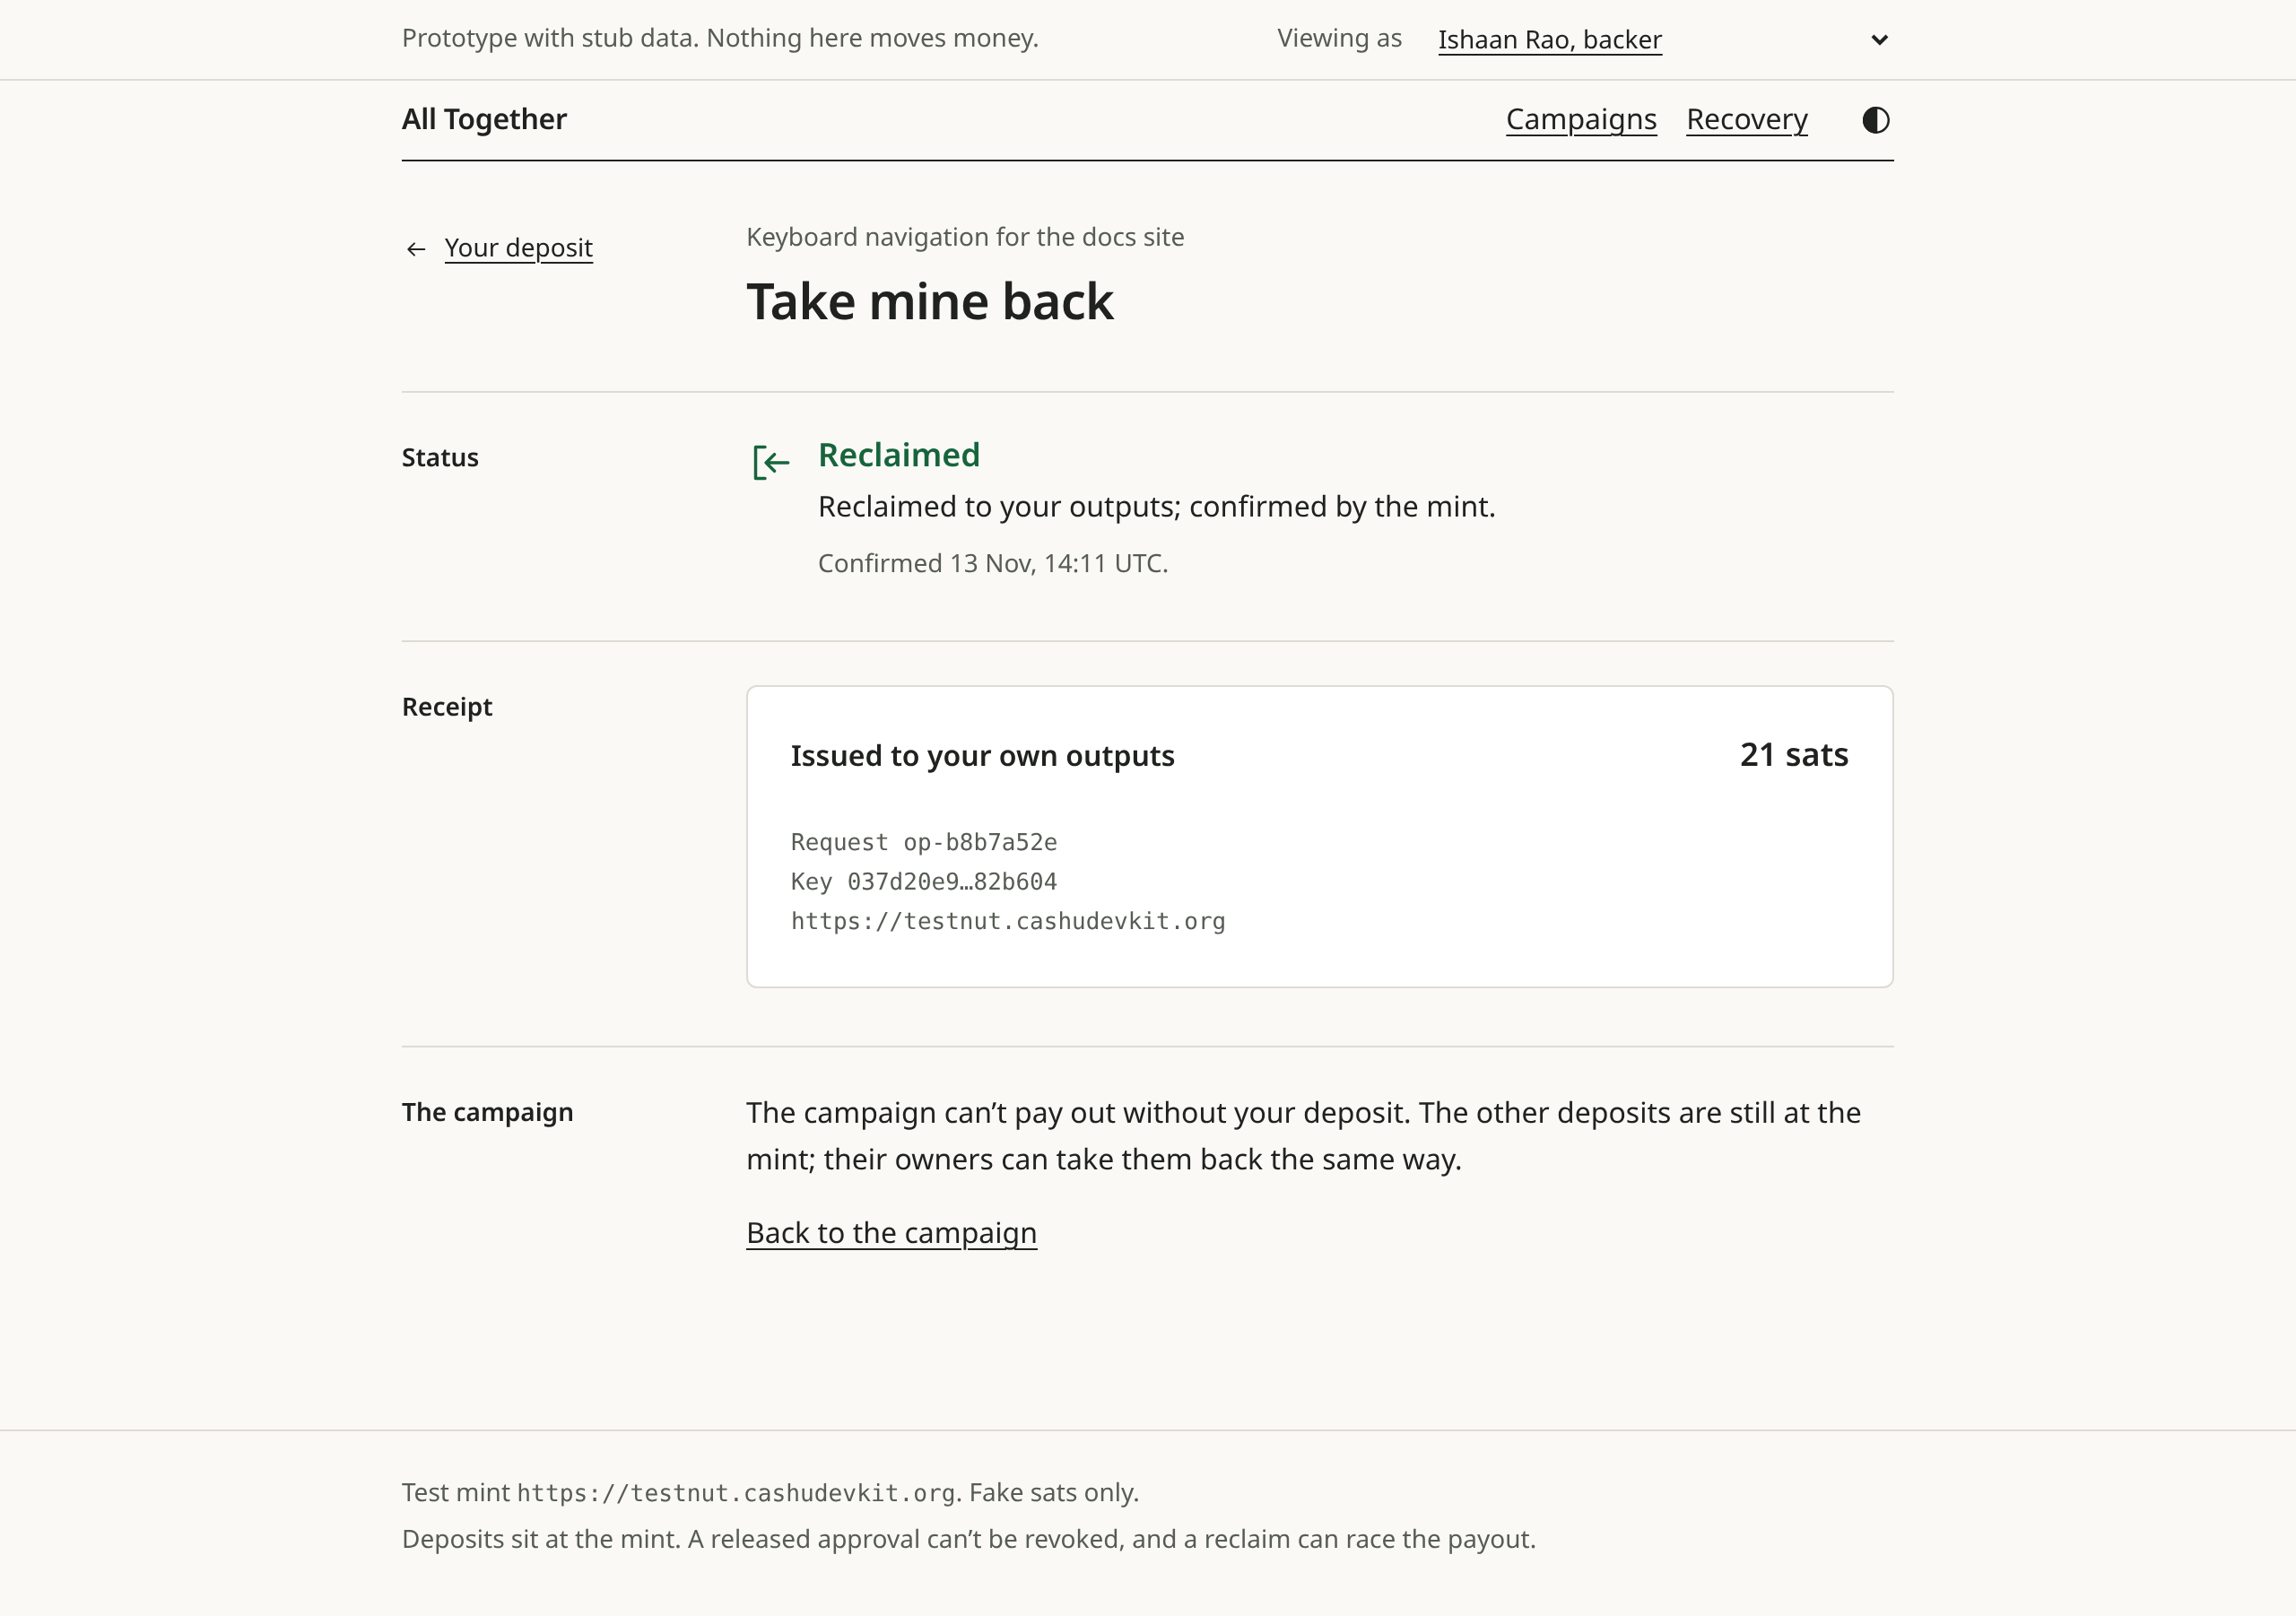 Prototype with stub data. Nothing here moves money.
Viewing as Ishaan Rao, backer
All Together
Campaigns Recovery
← Your deposit
Keyboard navigation for the docs site
Take mine back
Status
Reclaimed
Reclaimed to your outputs; confirmed by the mint.
Confirmed 13 Nov, 14:11 UTC.
Receipt
Issued to your own outputs
21 sats
Request op-b8b7a52e
Key 037d20e9…82b604
https://testnut.cashudevkit.org
The campaign
The campaign can’t pay out without your deposit. The other deposits are still at the
mint; their owners can take them back the same way.
Back to the campaign
Test mint https://testnut.cashudevkit.org. Fake sats only.
Deposits sit at the mint. A released approval can’t be revoked, and a reclaim can race the payout.